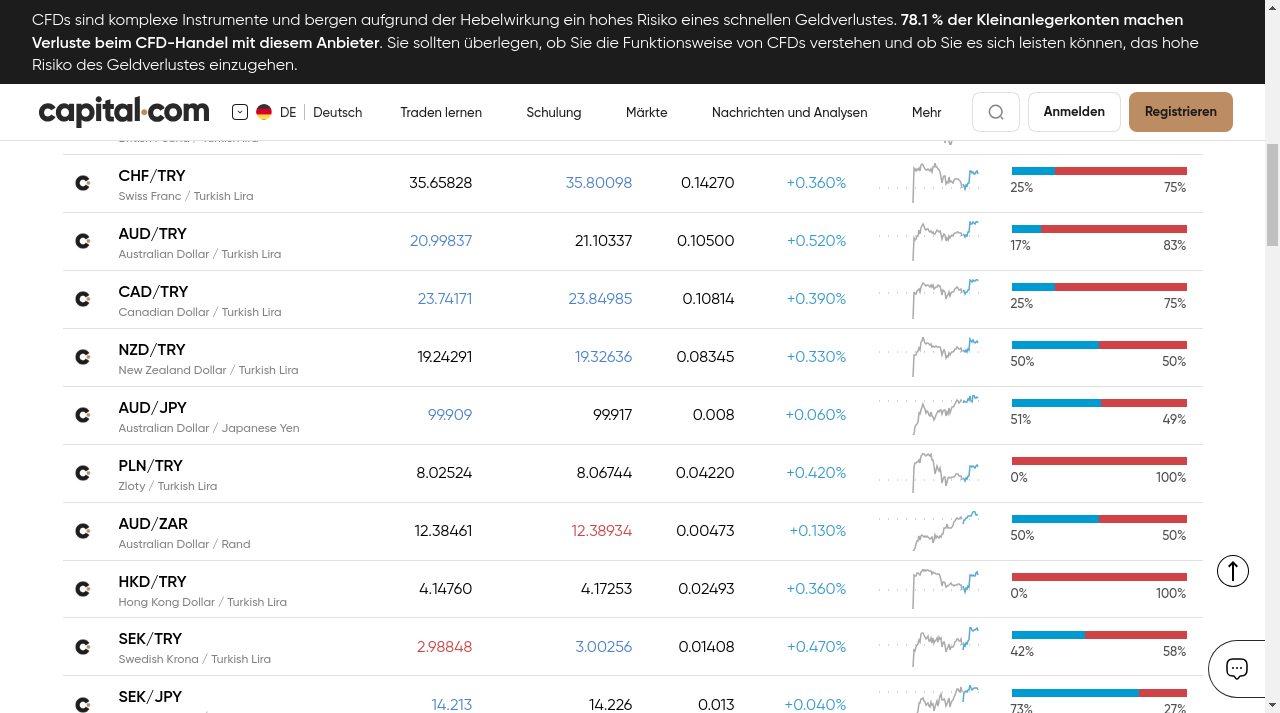 CFDs sind komplexe Instrumente und bergen aufgrund der Hebelwirkung ein hohes Risiko eines schnellen Geldverlustes. 78.1 % der Kleinanlegerkonten machen
Verluste beim CFD-Handel mit diesem Anbieter. Sie sollten überlegen, ob Sie die Funktionsweise von CFDs verstehen und ob Sie es sich leisten können, das hohe
Risiko des Geldverlustes einzugehen.
capital.com DE Deutsch Traden lernen Schulung Märkte Nachrichten und Analysen Mehr Anmelden Registrieren
CHF/TRY 35.65828 35.80098 0.14270 +0.360%
Swiss Franc / Turkish Lira 25% 75%
AUD/TRY 20.99837 21.10337 0.10500 +0.520%
Australian Dollar / Turkish Lira 17% 83%
CAD/TRY 23.74171 23.84985 0.10814 +0.390%
Canadian Dollar / Turkish Lira 25% 75%
NZD/TRY 19.24291 19.32636 0.08345 +0.330%
New Zealand Dollar / Turkish Lira 50% 50%
AUD/JPY 99.909 99.917 0.008 +0.060%
Australian Dollar / Japanese Yen 51% 49%
PLN/TRY 8.02524 8.06744 0.04220 +0.420%
Zloty / Turkish Lira 0% 100%
AUD/ZAR 12.38461 12.38934 0.00473 +0.130%
Australian Dollar / Rand 50% 50%
HKD/TRY 4.14760 4.17253 0.02493 +0.360%
Hong Kong Dollar / Turkish Lira 0% 100%
SEK/TRY 2.98848 3.00256 0.01408 +0.470%
Swedish Krona / Turkish Lira 42% 58%
SEK/JPY 14.213 14.226 0.013 +0.040%
73% 27%